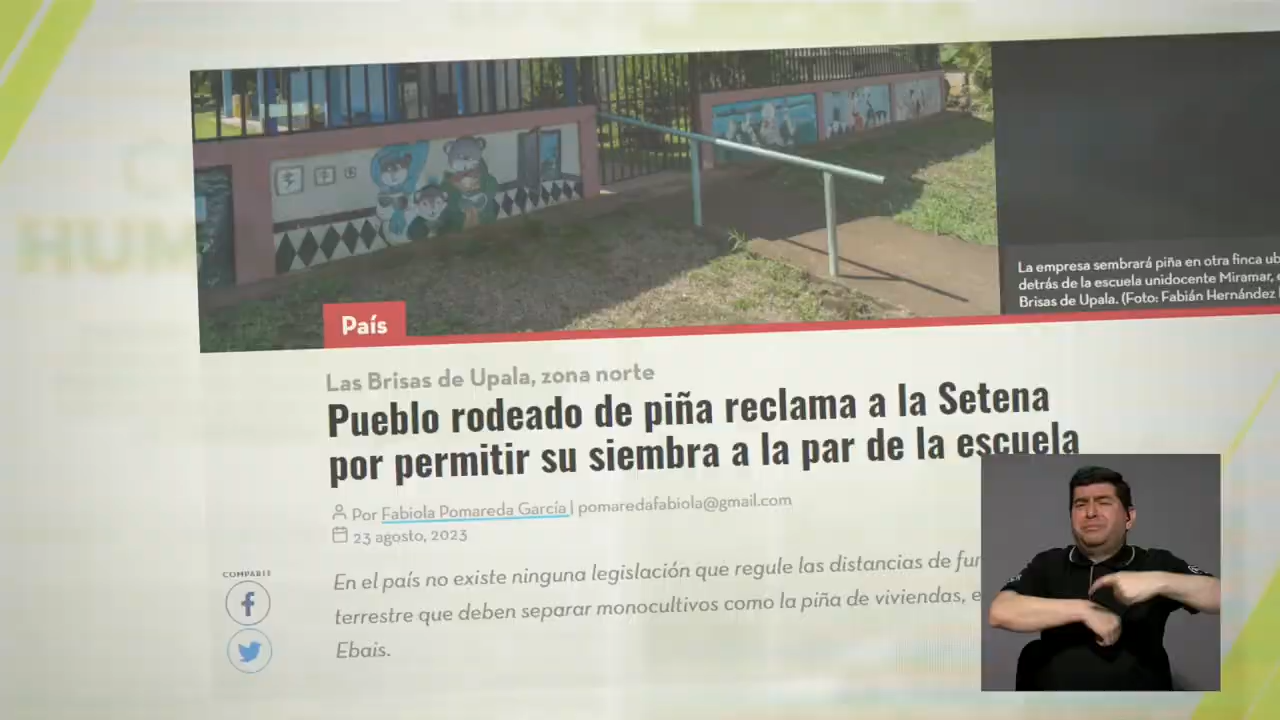 HUM
La empresa sembrará piña en otra finca
detrás de la escuela unidocente Miramar,
Brisas de Upala. (Foto: Fabián Hernández
País
Las Brisas de Upala, zona norte
Pueblo rodeado de piña reclama a la Setena
por permitir su siembra a la par de la escuela
Por Fabiola Pomareda García | pomaredafabiola@gmail.com
23 agosto, 2023
COMPARTE
En el país no existe ninguna legislación que regule las distancias de
terrestre que deben separar monocultivos como la piña de viviendas,
Ebais.